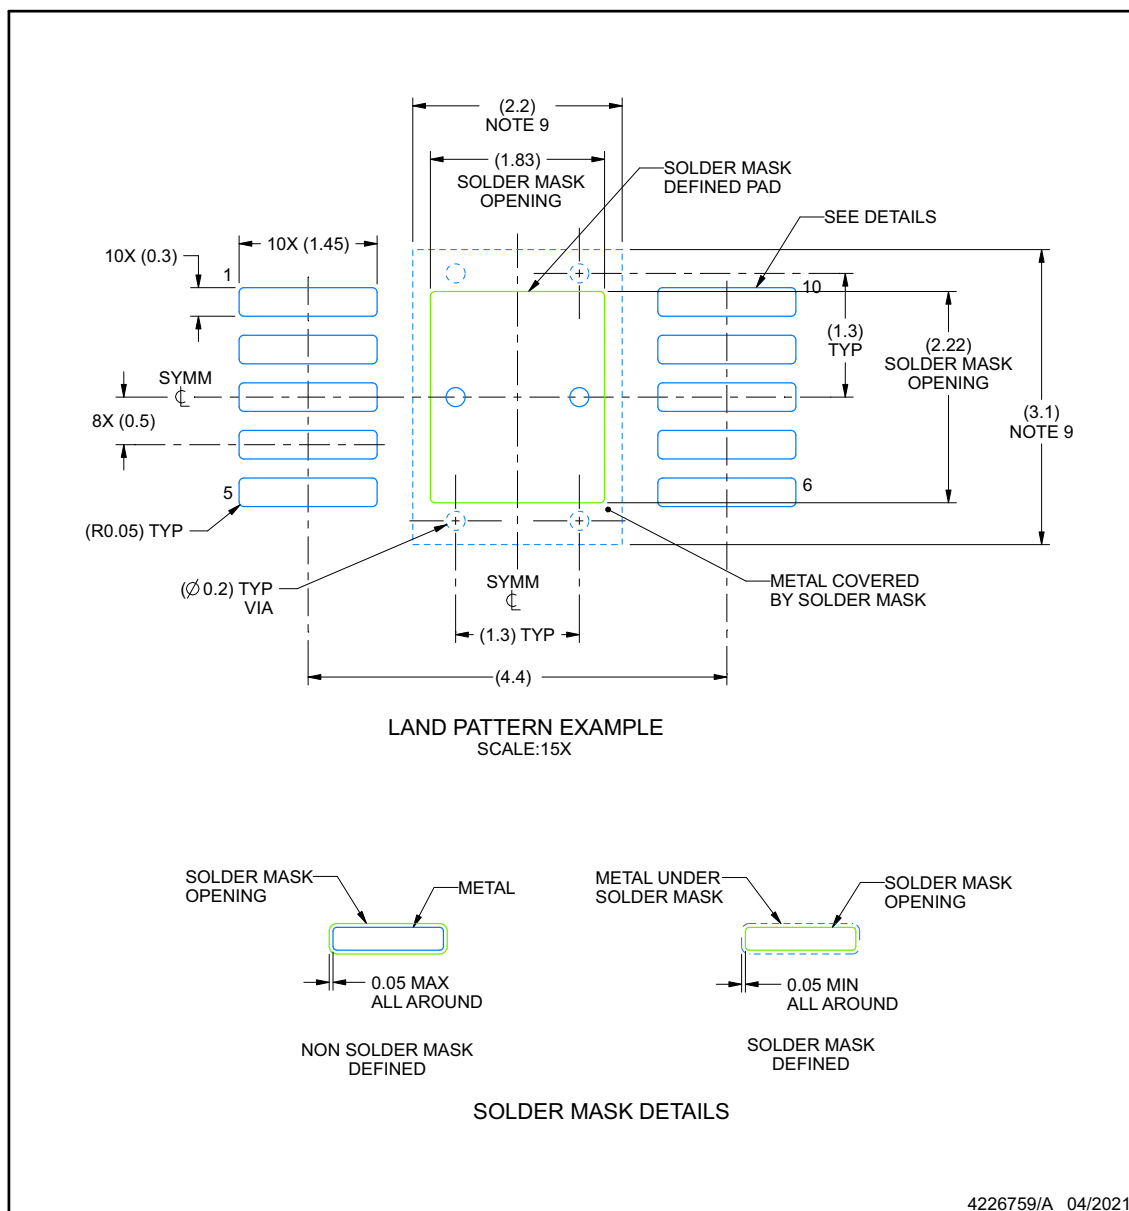 (2.2)
NOTE 9
(1.83)
SOLDER MASK
OPENING
SOLDER MASK
DEFINED PAD
SEE DETAILS
10X (1.45)
10X (0.3)
1
10
(1.3)
TYP
(2.22)
SOLDER MASK
OPENING
SYMM
℄
8X (0.5)
(3.1)
NOTE 9
5
6
(R0.05) TYP
(∅ 0.2) TYP
VIA
SYMM
℄
METAL COVERED
BY SOLDER MASK
(1.3) TYP
(4.4)
LAND PATTERN EXAMPLE
SCALE:15X
SOLDER MASK
OPENING
METAL
0.05 MAX
ALL AROUND
NON SOLDER MASK
DEFINED
METAL UNDER
SOLDER MASK
SOLDER MASK
OPENING
0.05 MIN
ALL AROUND
SOLDER MASK
DEFINED
SOLDER MASK DETAILS
4226759/A 04/2021